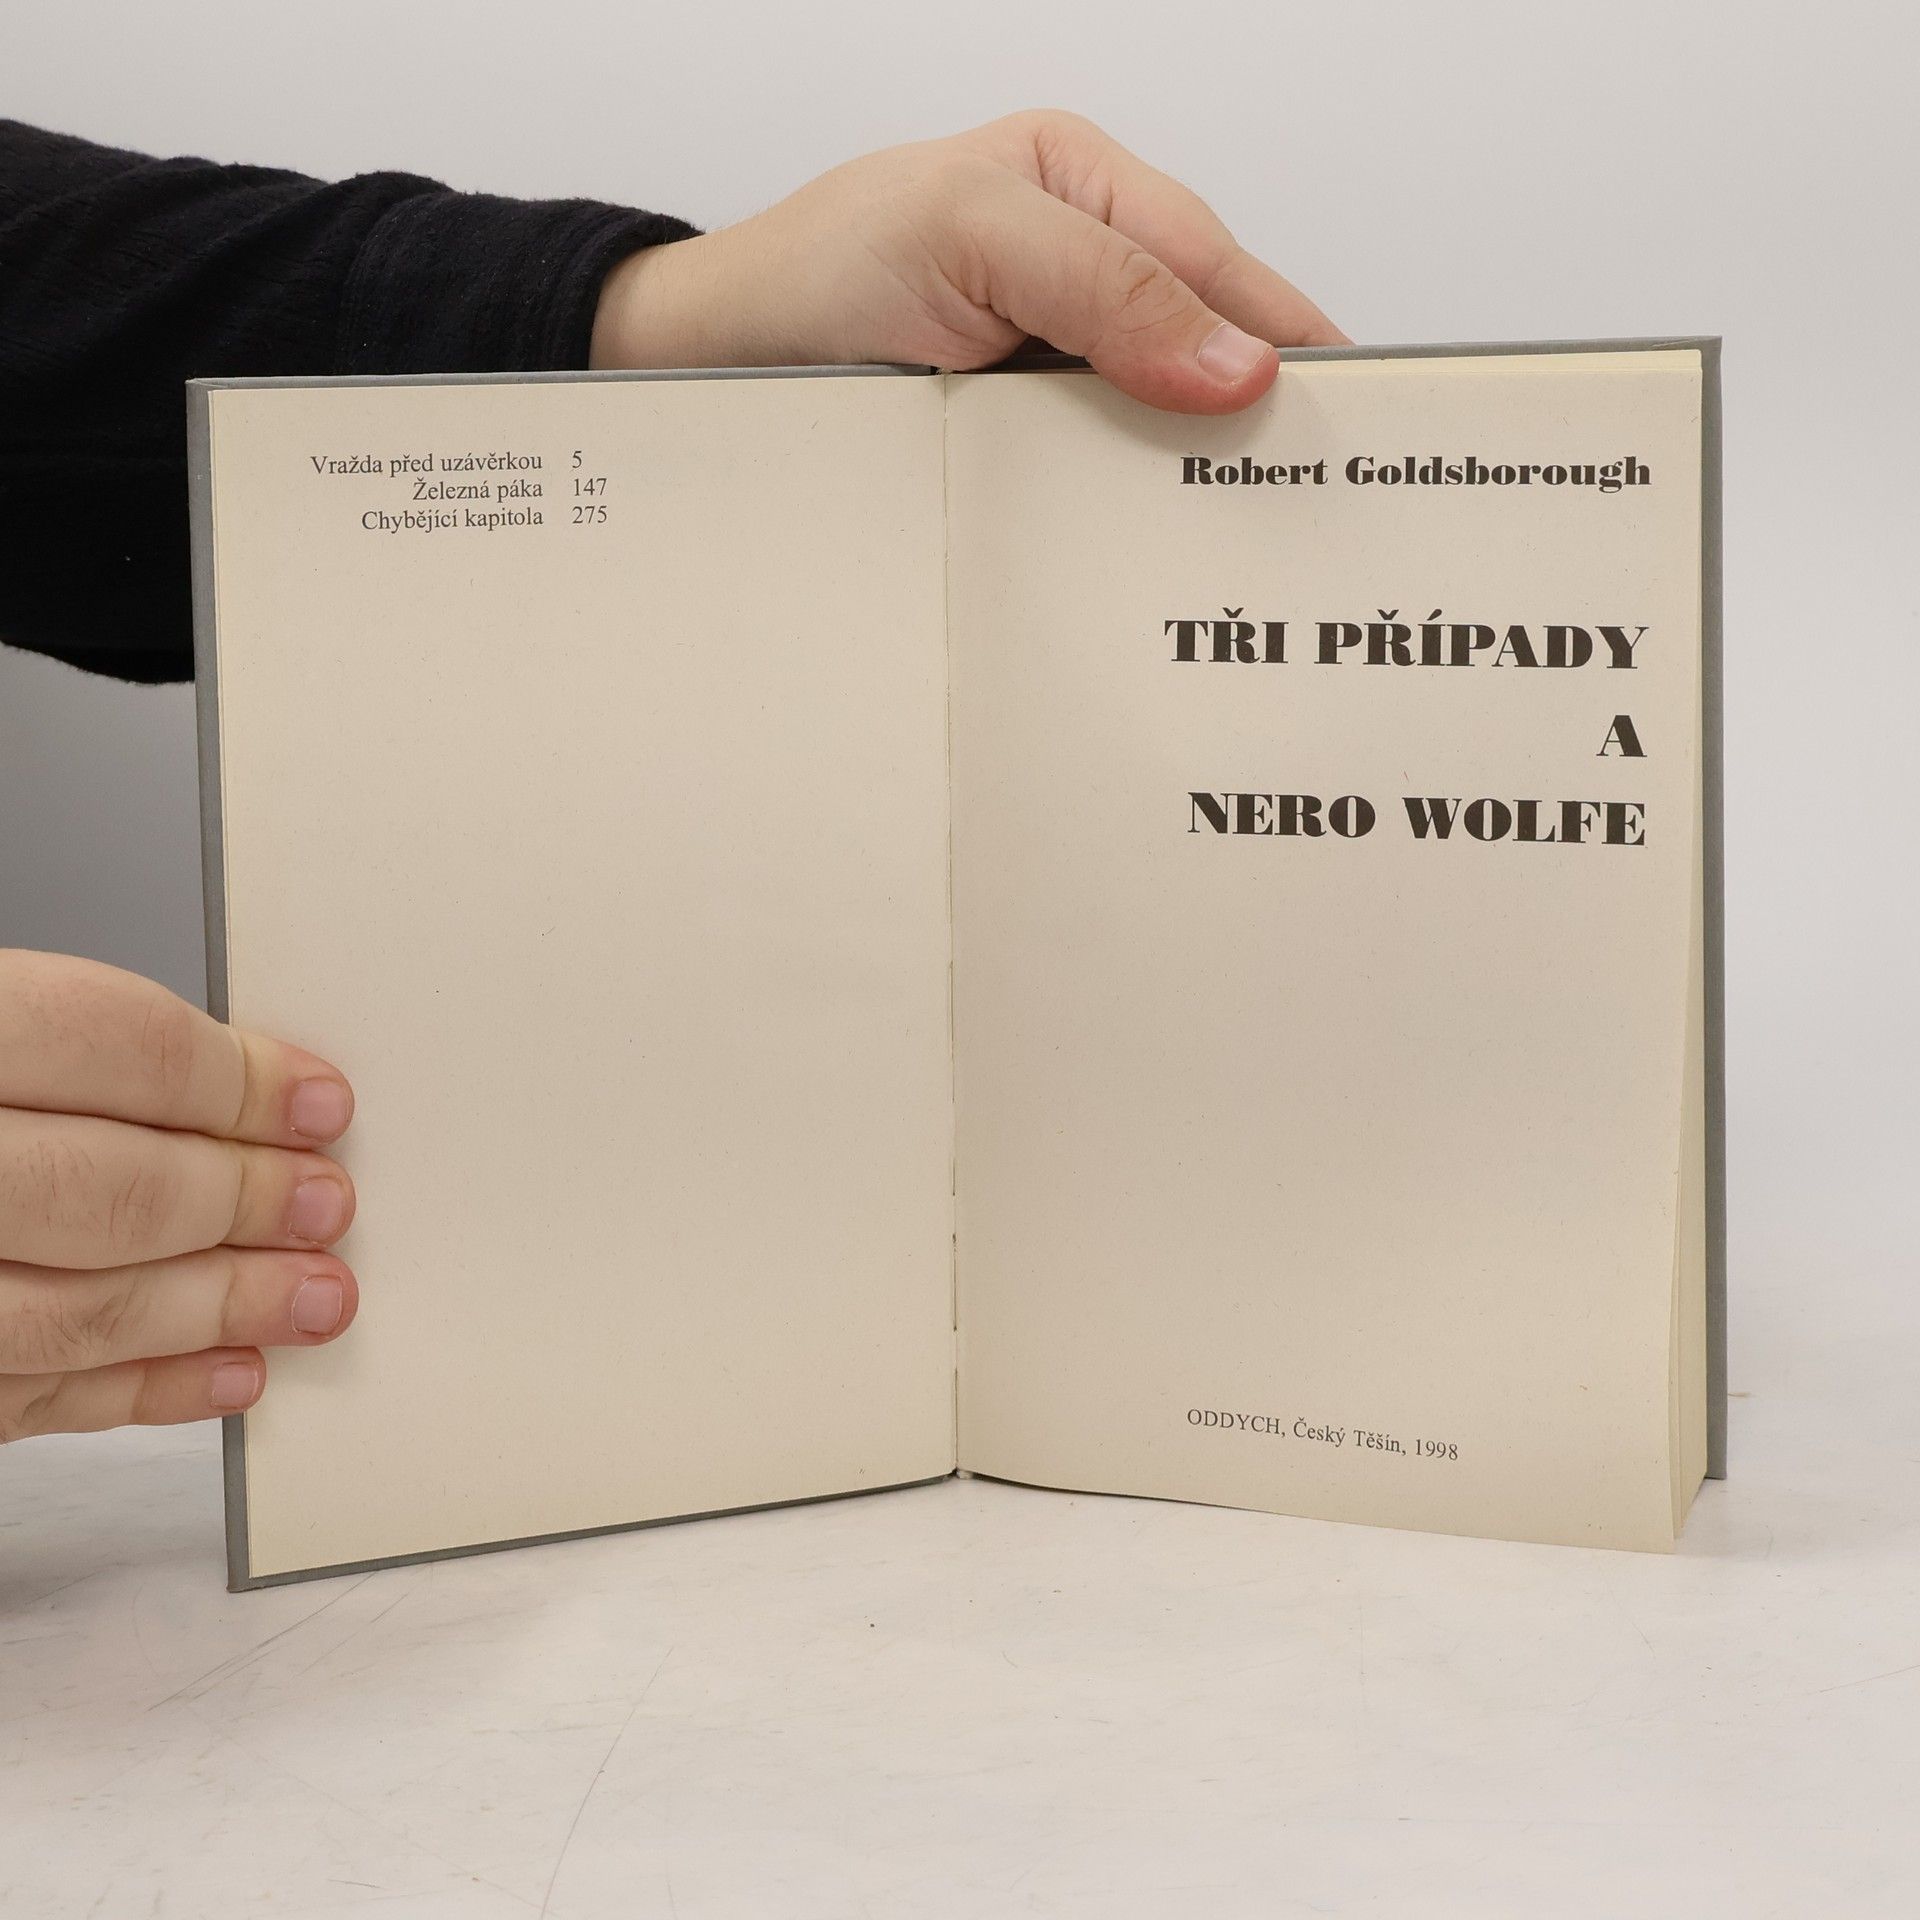 Vražda před uzávěrkou 5
Železná páka 147
Chybějící kapitola 275
Robert Goldsborough
TŘI PŘÍPADY
A
NERO WOLFE
ODDYCH, Český Těšín, 1998